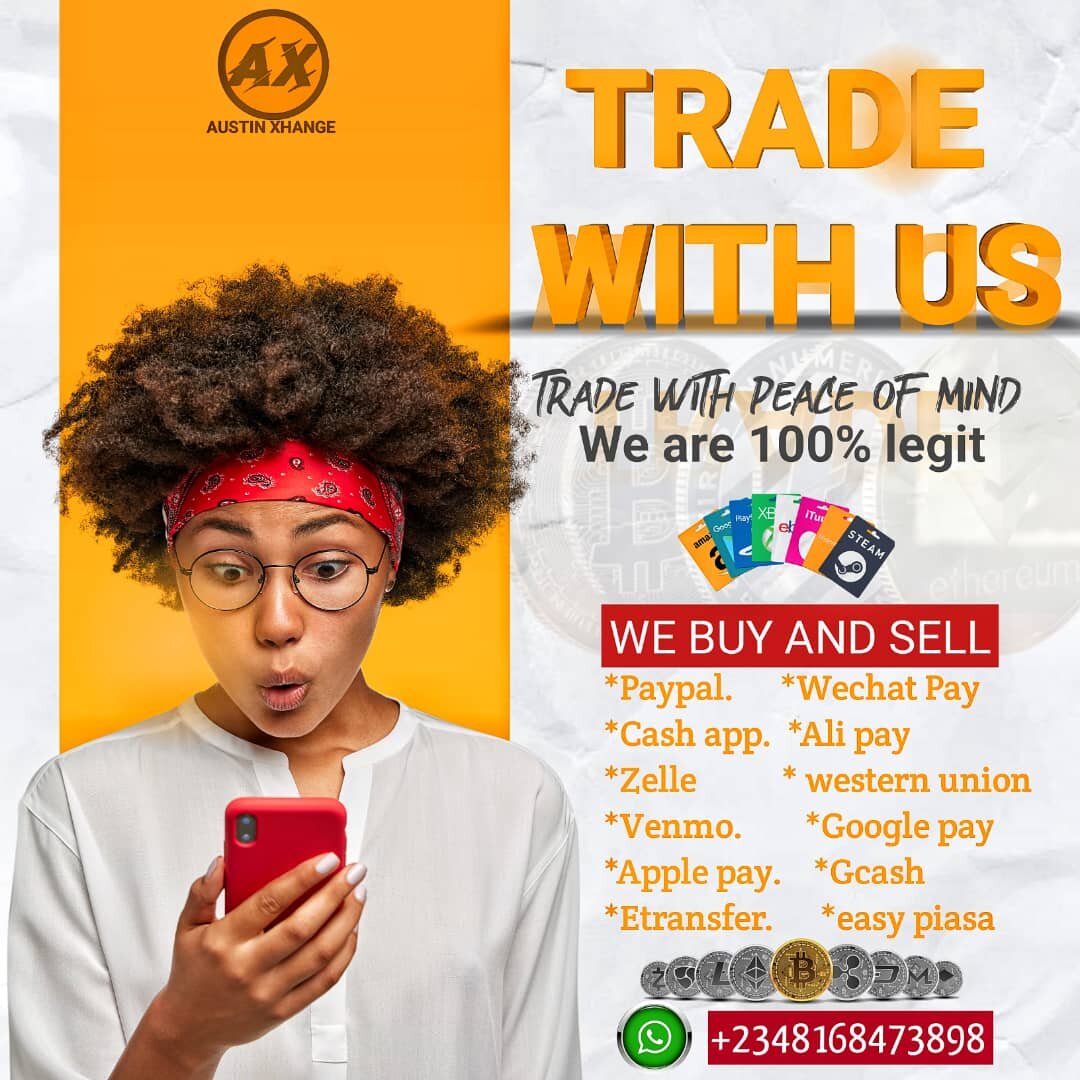 AX
AUSTIN XHANGE
TRADE
WITH US
TRADE WITH PEACE OF MIND
We are 100% legit
STEAM
ethereum
WE BUY AND SELL
*Paypal. *Wechat Pay
*Cash app. *Ali pay
*Zelle * western union
*Venmo. *Google pay
*Apple pay. *Gcash
*Etransfer. *easy piasa
+2348168473898